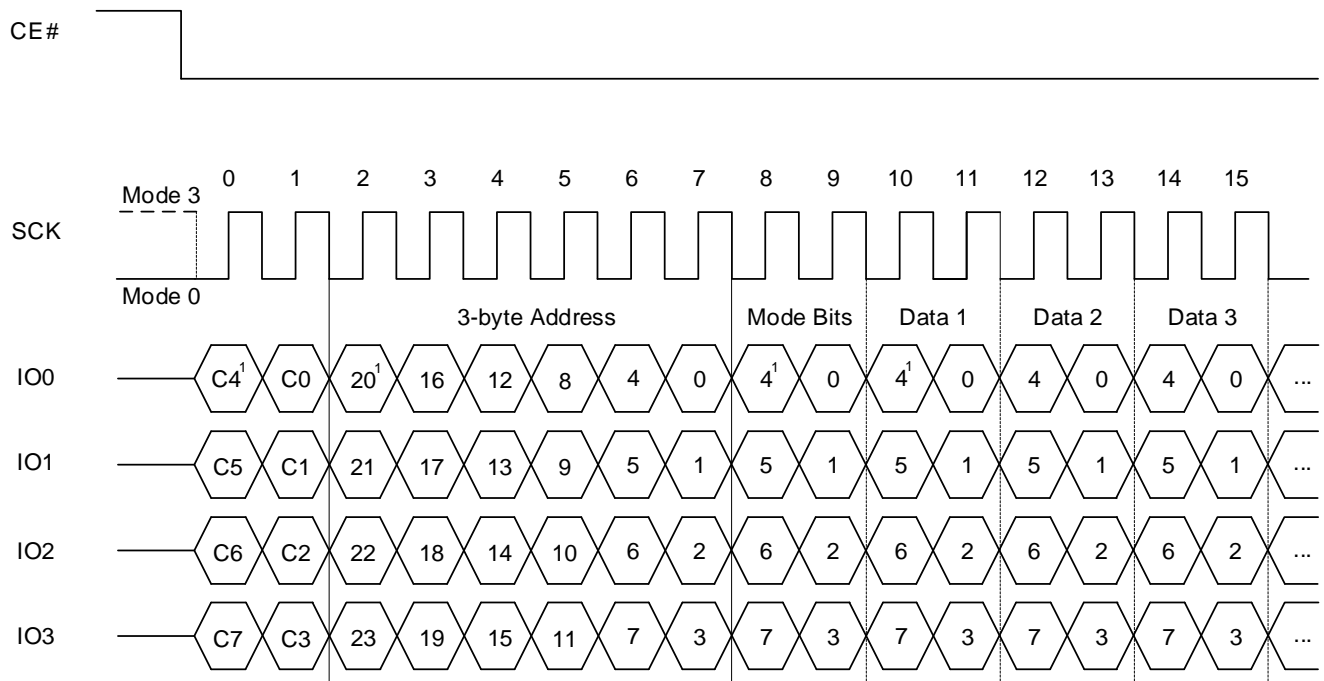 CE#
0 1 2 3 4 5 6 7 8 9 10 11 12 13 14 15
Mode 3
SCK
Mode 0
3-byte Address Mode Bits Data 1 Data 2 Data 3
IO0 C4¹ C0 20¹ 16 12 8 4 0 4¹ 0 4¹ 0 4 0 4 0 ...
IO1 C5 C1 21 17 13 9 5 1 5 1 5 1 5 1 5 1 ...
IO2 C6 C2 22 18 14 10 6 2 6 2 6 2 6 2 6 2 ...
IO3 C7 C3 23 19 15 11 7 3 7 3 7 3 7 3 7 3 ...